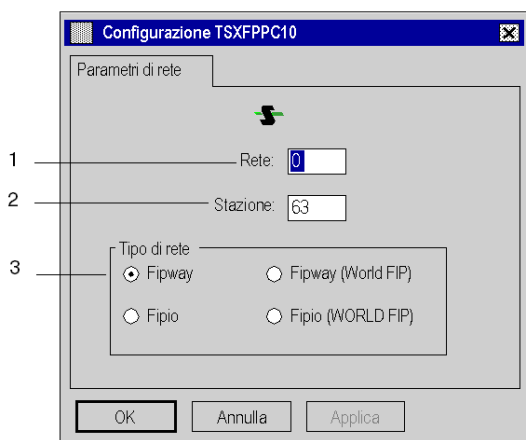 Configurazione TSXFPPC10
Parametri di rete
1 Rete: 0
2 Stazione: 63
Tipo di rete
3 Fipway Fipway (World FIP)
Fipio Fipio (WORLD FIP)
OK Annulla Applica